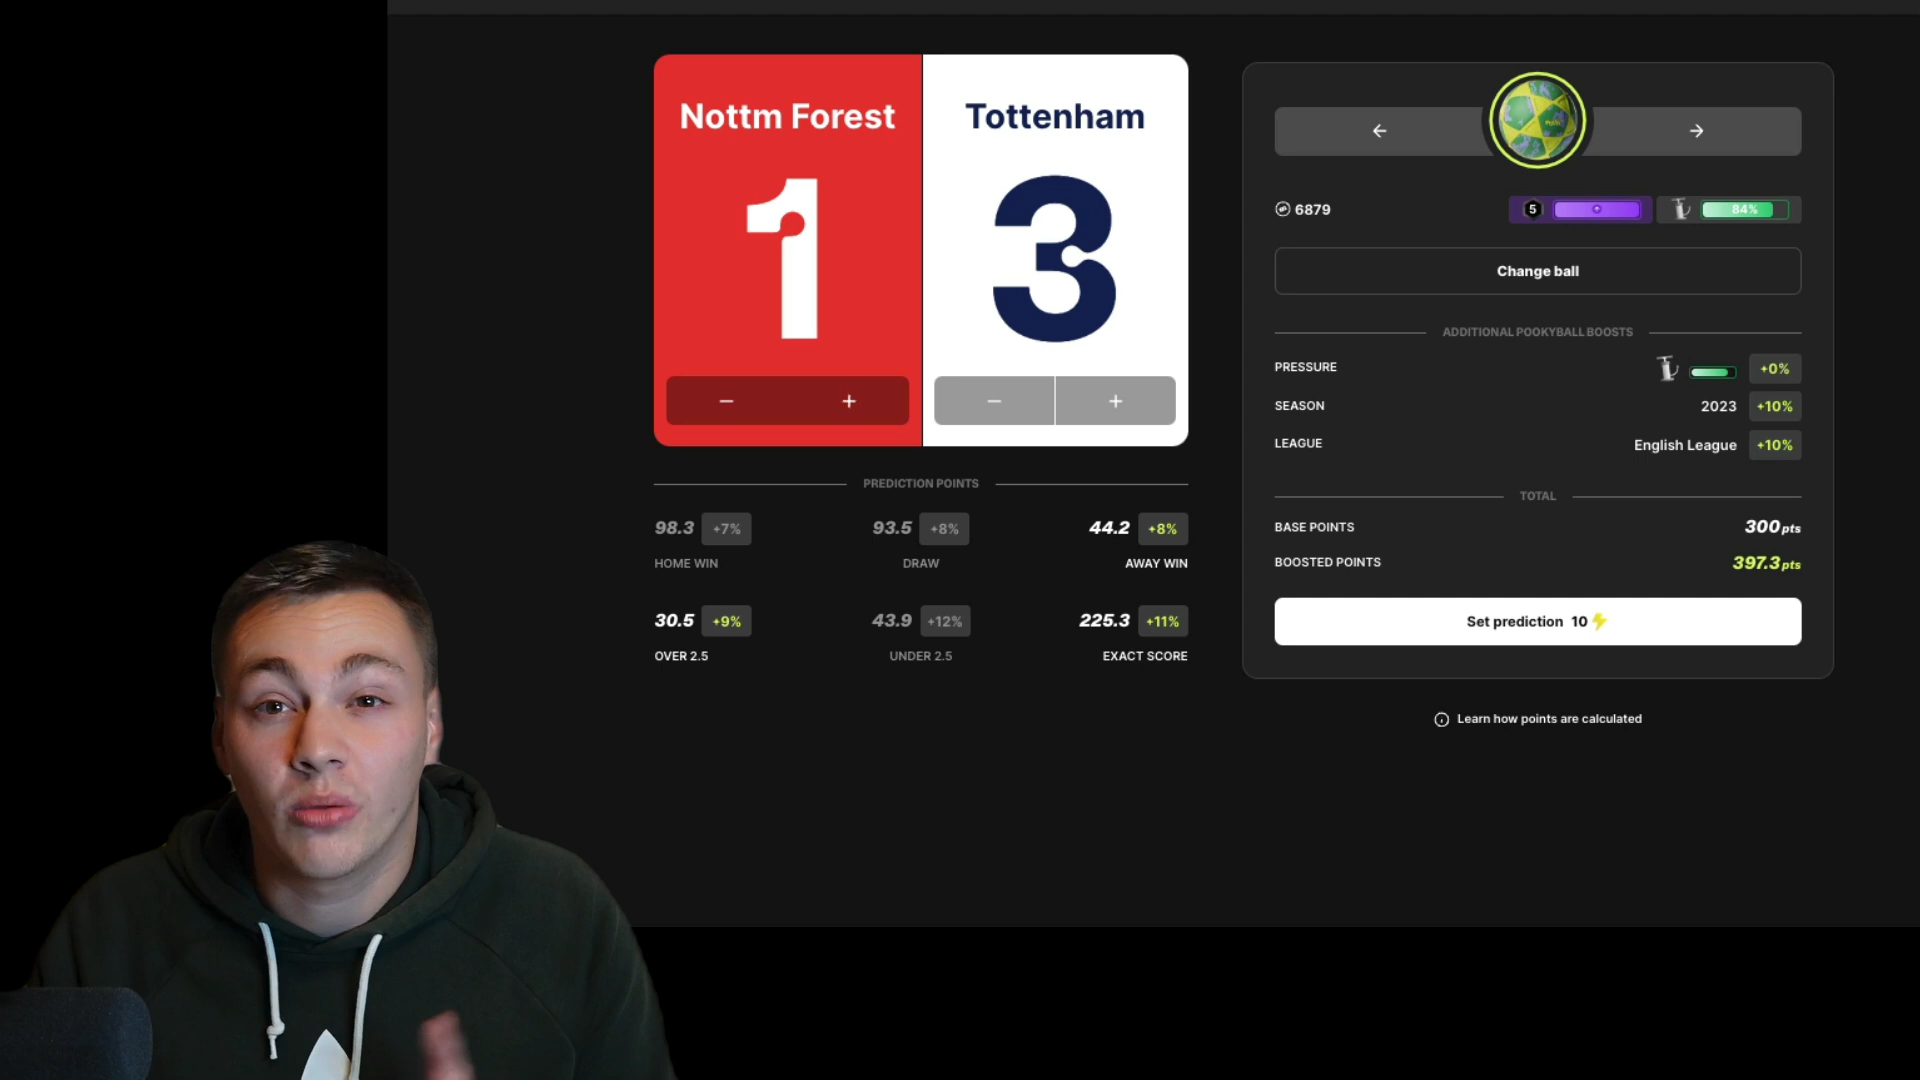 Nottm Forest
Tottenham
1
3
− +
− +
PREDICTION POINTS
98.3 +7%
HOME WIN
93.5 +8%
DRAW
44.2 +8%
AWAY WIN
30.5 +9%
OVER 2.5
43.9 +12%
UNDER 2.5
225.3 +11%
EXACT SCORE
← →
6879
5
84%
Change ball
ADDITIONAL POOKYBALL BOOSTS
PRESSURE +0%
SEASON 2023 +10%
LEAGUE English League +10%
TOTAL
BASE POINTS 300pts
BOOSTED POINTS 397.3pts
Set prediction 10
Learn how points are calculated